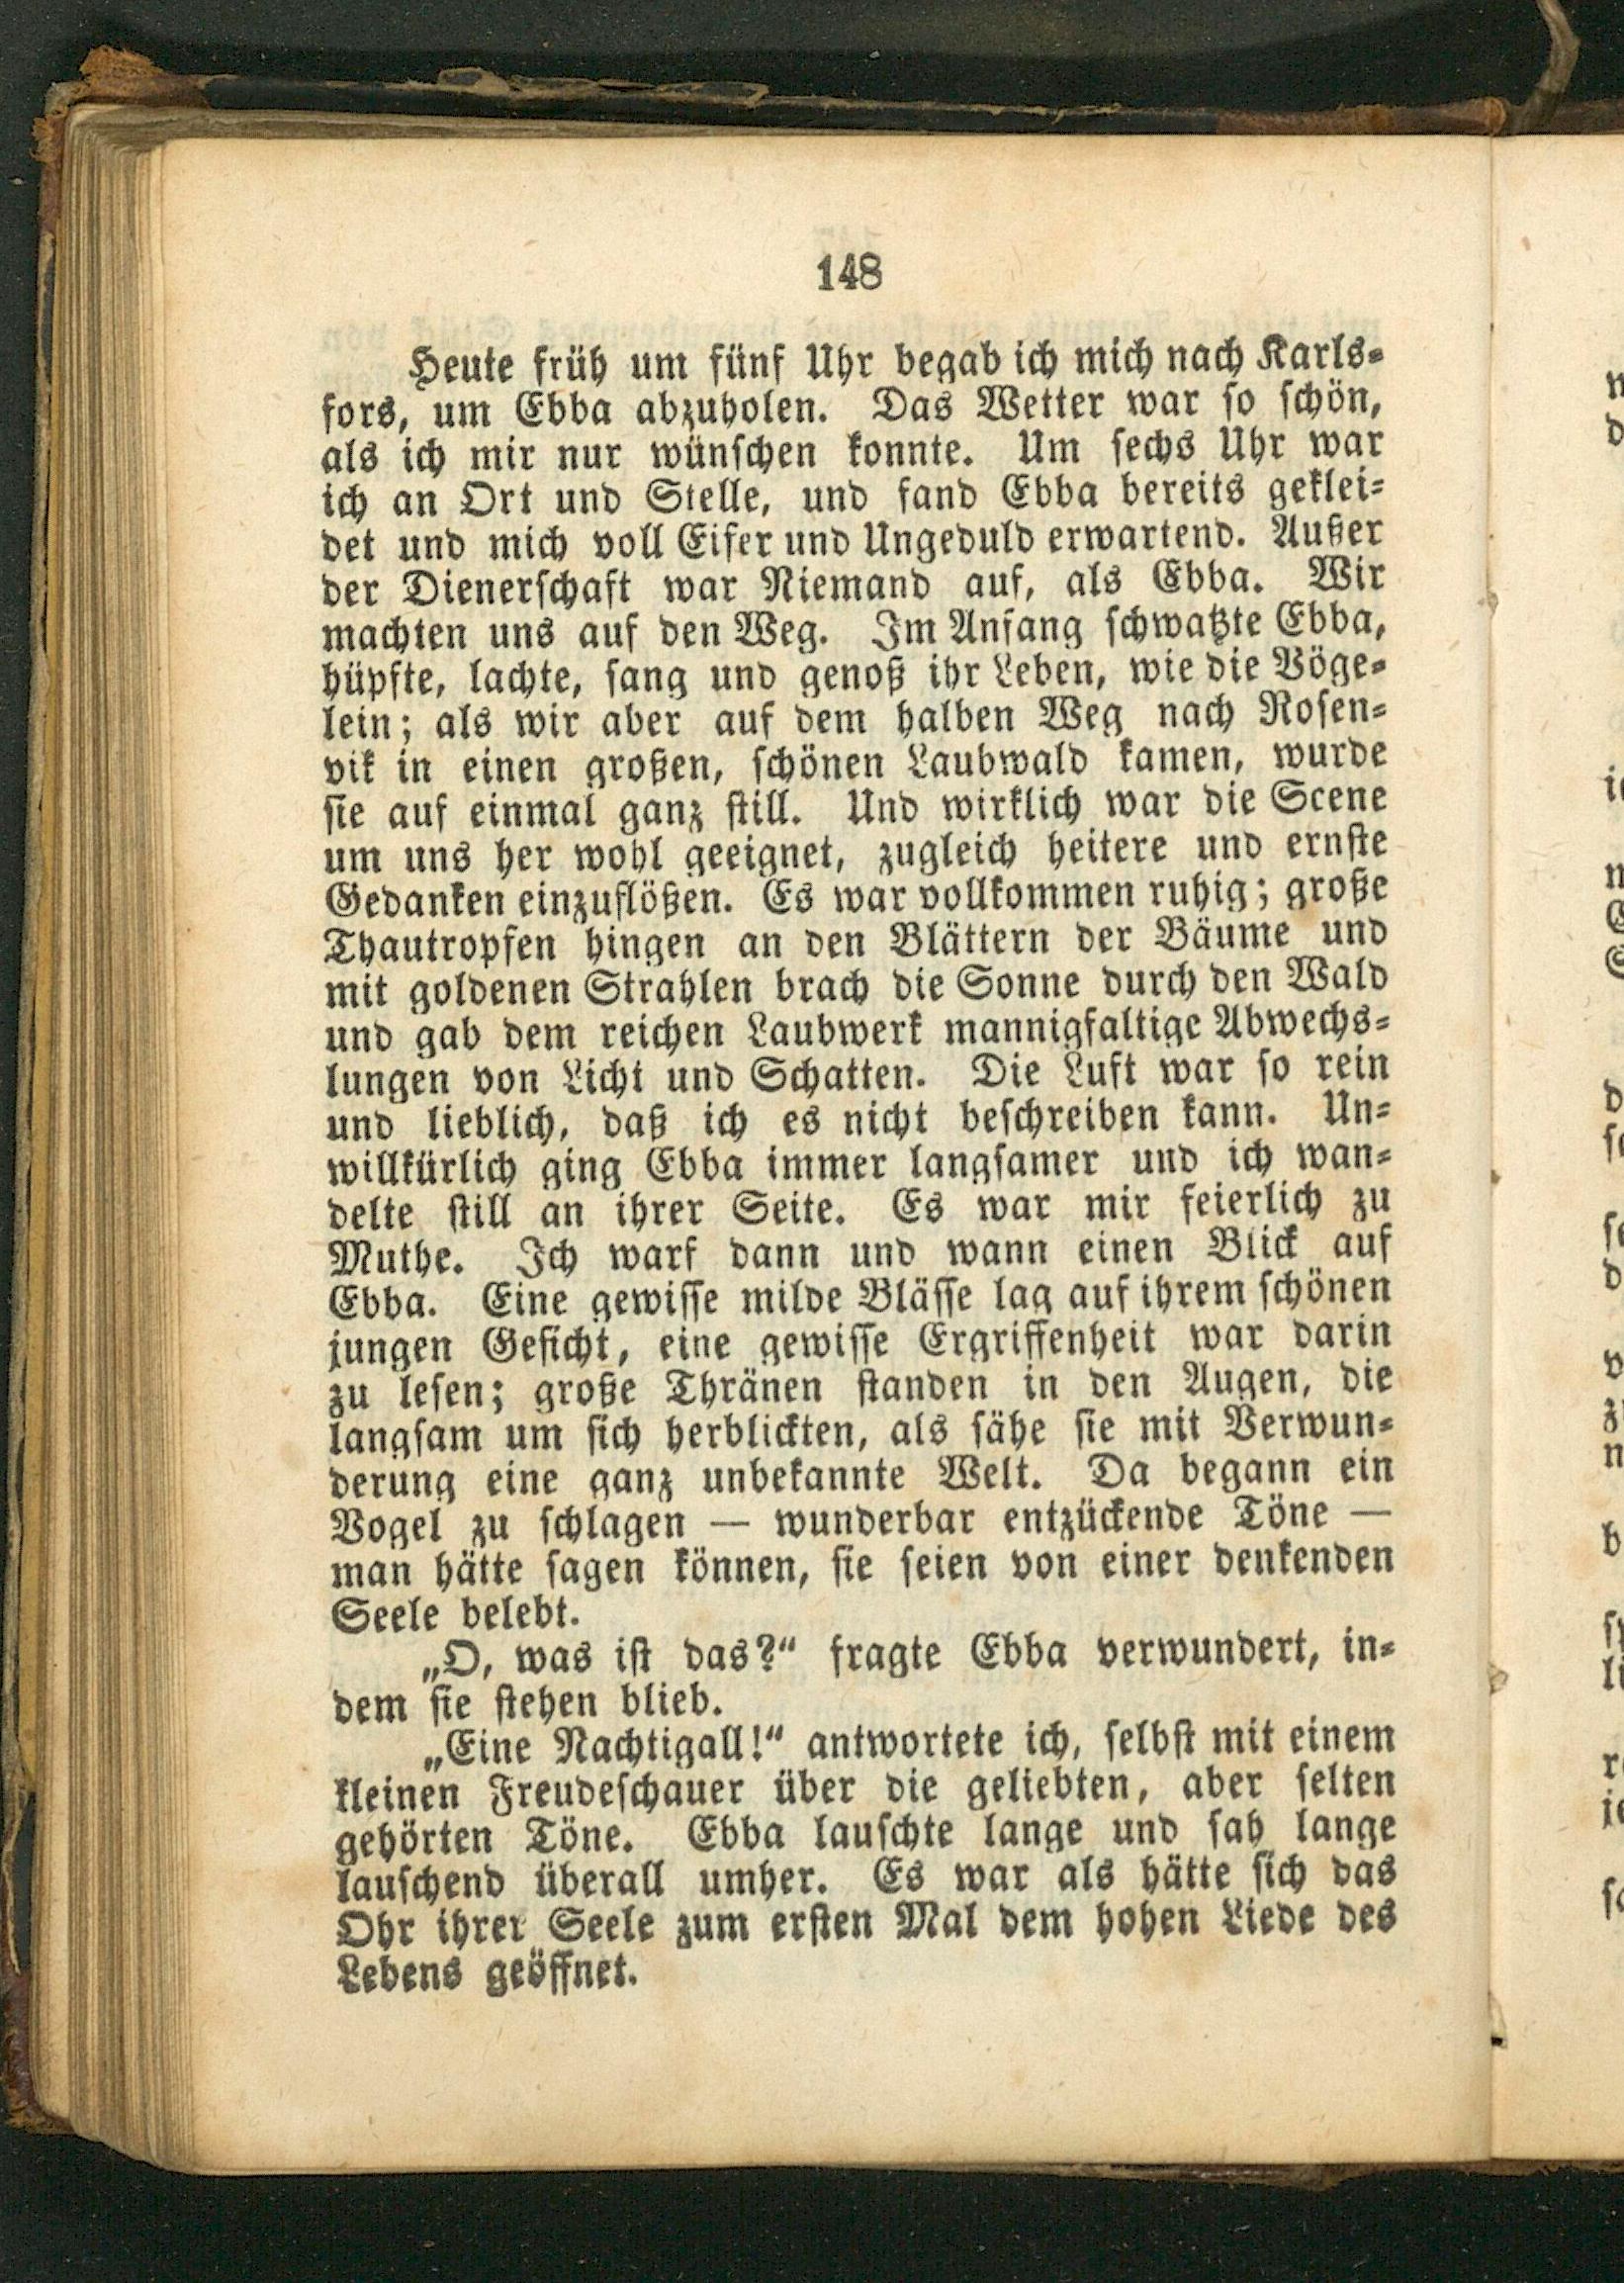 148
Heute früh um fünf Uhr begab ich mich nach Karls-
fors, um Ebba abzuholen. Das Wetter war so schön,
als ich mir nur wünschen konnte. Um sechs Uhr war
ich an Ort und Stelle, und fand Ebba bereits geklei-
det und mich voll Eifer und Ungeduld erwartend. Außer
der Dienerschaft war Niemand auf, als Ebba. Wir
machten uns auf den Weg. Im Anfang schwatzte Ebba,
hüpfte, lachte, sang und genoß ihr Leben, wie die Vöge-
lein; als wir aber auf dem halben Weg nach Rosen-
vik in einen großen, schönen Laubwald kamen, wurde
sie auf einmal ganz still. Und wirklich war die Scene
um uns her wohl geeignet, zugleich heitere und ernste
Gedanken einzuflößen. Es war vollkommen ruhig; große
Thautropfen hingen an den Blättern der Bäume und
mit goldenen Strahlen brach die Sonne durch den Wald
und gab dem reichen Laubwerk mannigfaltige Abwechs-
lungen von Licht und Schatten. Die Luft war so rein
und lieblich, daß ich es nicht beschreiben kann. Un-
willkürlich ging Ebba immer langsamer und ich wan-
delte still an ihrer Seite. Es war mir feierlich zu
Muthe. Ich warf dann und wann einen Blick auf
Ebba. Eine gewisse milde Blässe lag auf ihrem schönen
jungen Gesicht, eine gewisse Ergriffenheit war darin
zu lesen; große Thränen standen in den Augen, die
langsam um sich herblickten, als sähe sie mit Verwun-
derung eine ganz unbekannte Welt. Da begann ein
Vogel zu schlagen — wunderbar entzückende Töne —
man hätte sagen können, sie seien von einer denkenden
Seele belebt.
„O, was ist das?“ fragte Ebba verwundert, in-
dem sie stehen blieb.
„Eine Nachtigall!“ antwortete ich, selbst mit einem
kleinen Freudeschauer über die geliebten, aber selten
gehörten Töne. Ebba lauschte lange und sah lange
lauschend überall umher. Es war als hätte sich das
Ohr ihrer Seele zum ersten Mal dem hohen Liede des
Lebens geöffnet.